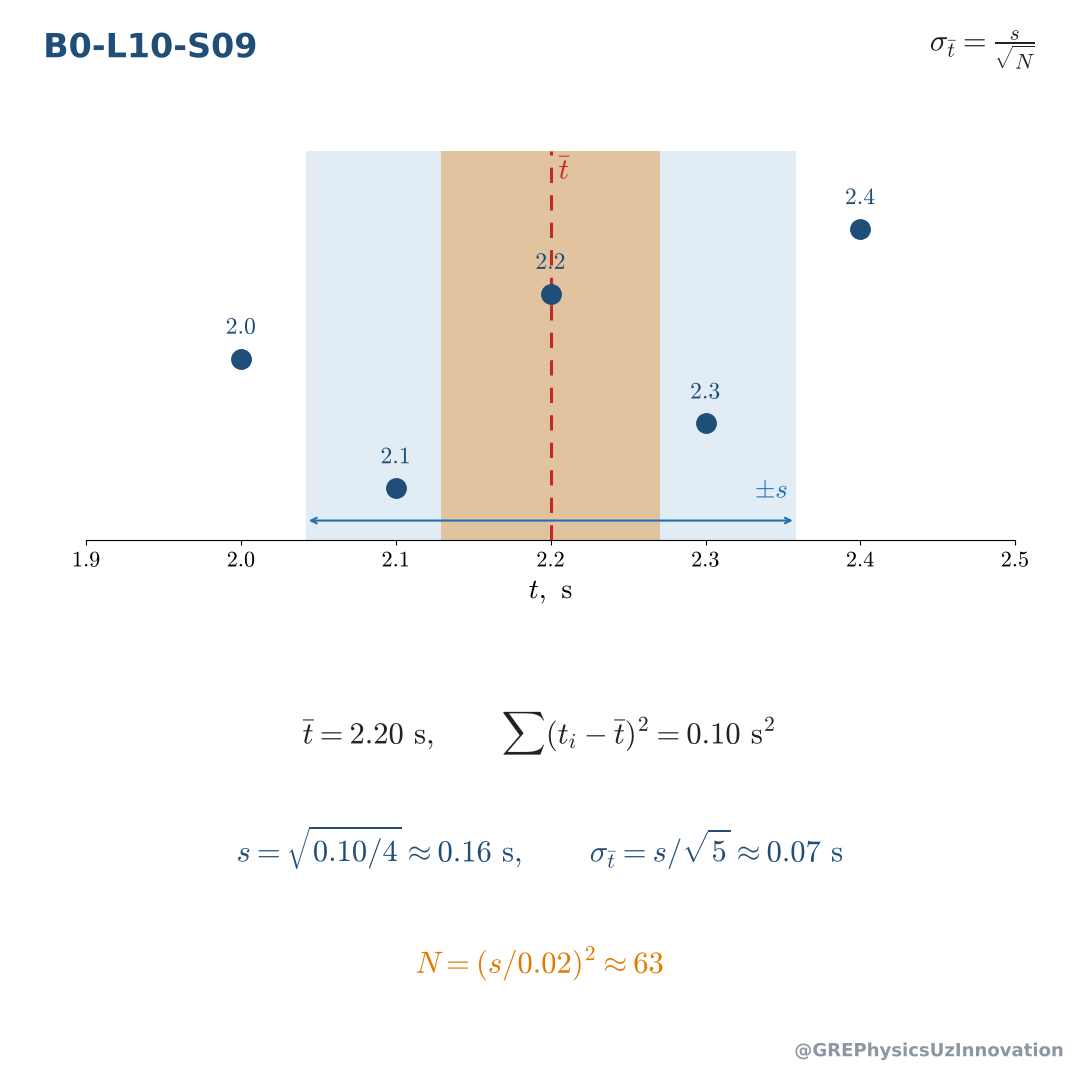 B0-L10-S09
σ_t̄ = s/√N
t̄
2.4
2.2
2.0
2.3
2.1
±s
1.9 2.0 2.1 2.2 2.3 2.4 2.5
t, s
t̄ = 2.20 s, ∑(tᵢ − t̄)² = 0.10 s²
s = √(0.10/4) ≈ 0.16 s, σ_t̄ = s/√5 ≈ 0.07 s
N = (s/0.02)² ≈ 63
@GREPhysicsUzInnovation